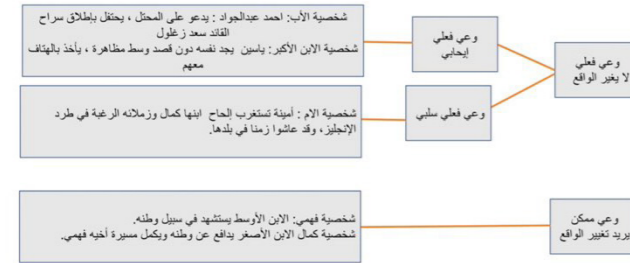 شخصية الأب: احمد عبدالجواد : يدعو على المحتل ، يحتفل بإطلاق سراح
القائد سعد زغلول
شخصية الابن الأكبر: ياسين يجد نفسه دون قصد وسط مظاهرة ، يأخذ بالهتاف
معهم
وعي فعلي
إيجابي
وعي فعلي
لا يغير الواقع
شخصية الام : أمينة تستغرب إلحاح ابنها كمال وزملائه الرغبة في طرد
الإنجليز، وقد عاشوا زمنا في بلدها.
وعي فعلي سلبي
شخصية فهمي: الابن الأوسط يستشهد في سبيل وطنه.
شخصية كمال الابن الأصغر يدافع عن وطنه ويكمل مسيرة أخيه فهمي.
وعي ممكن
يريد تغيير الواقع